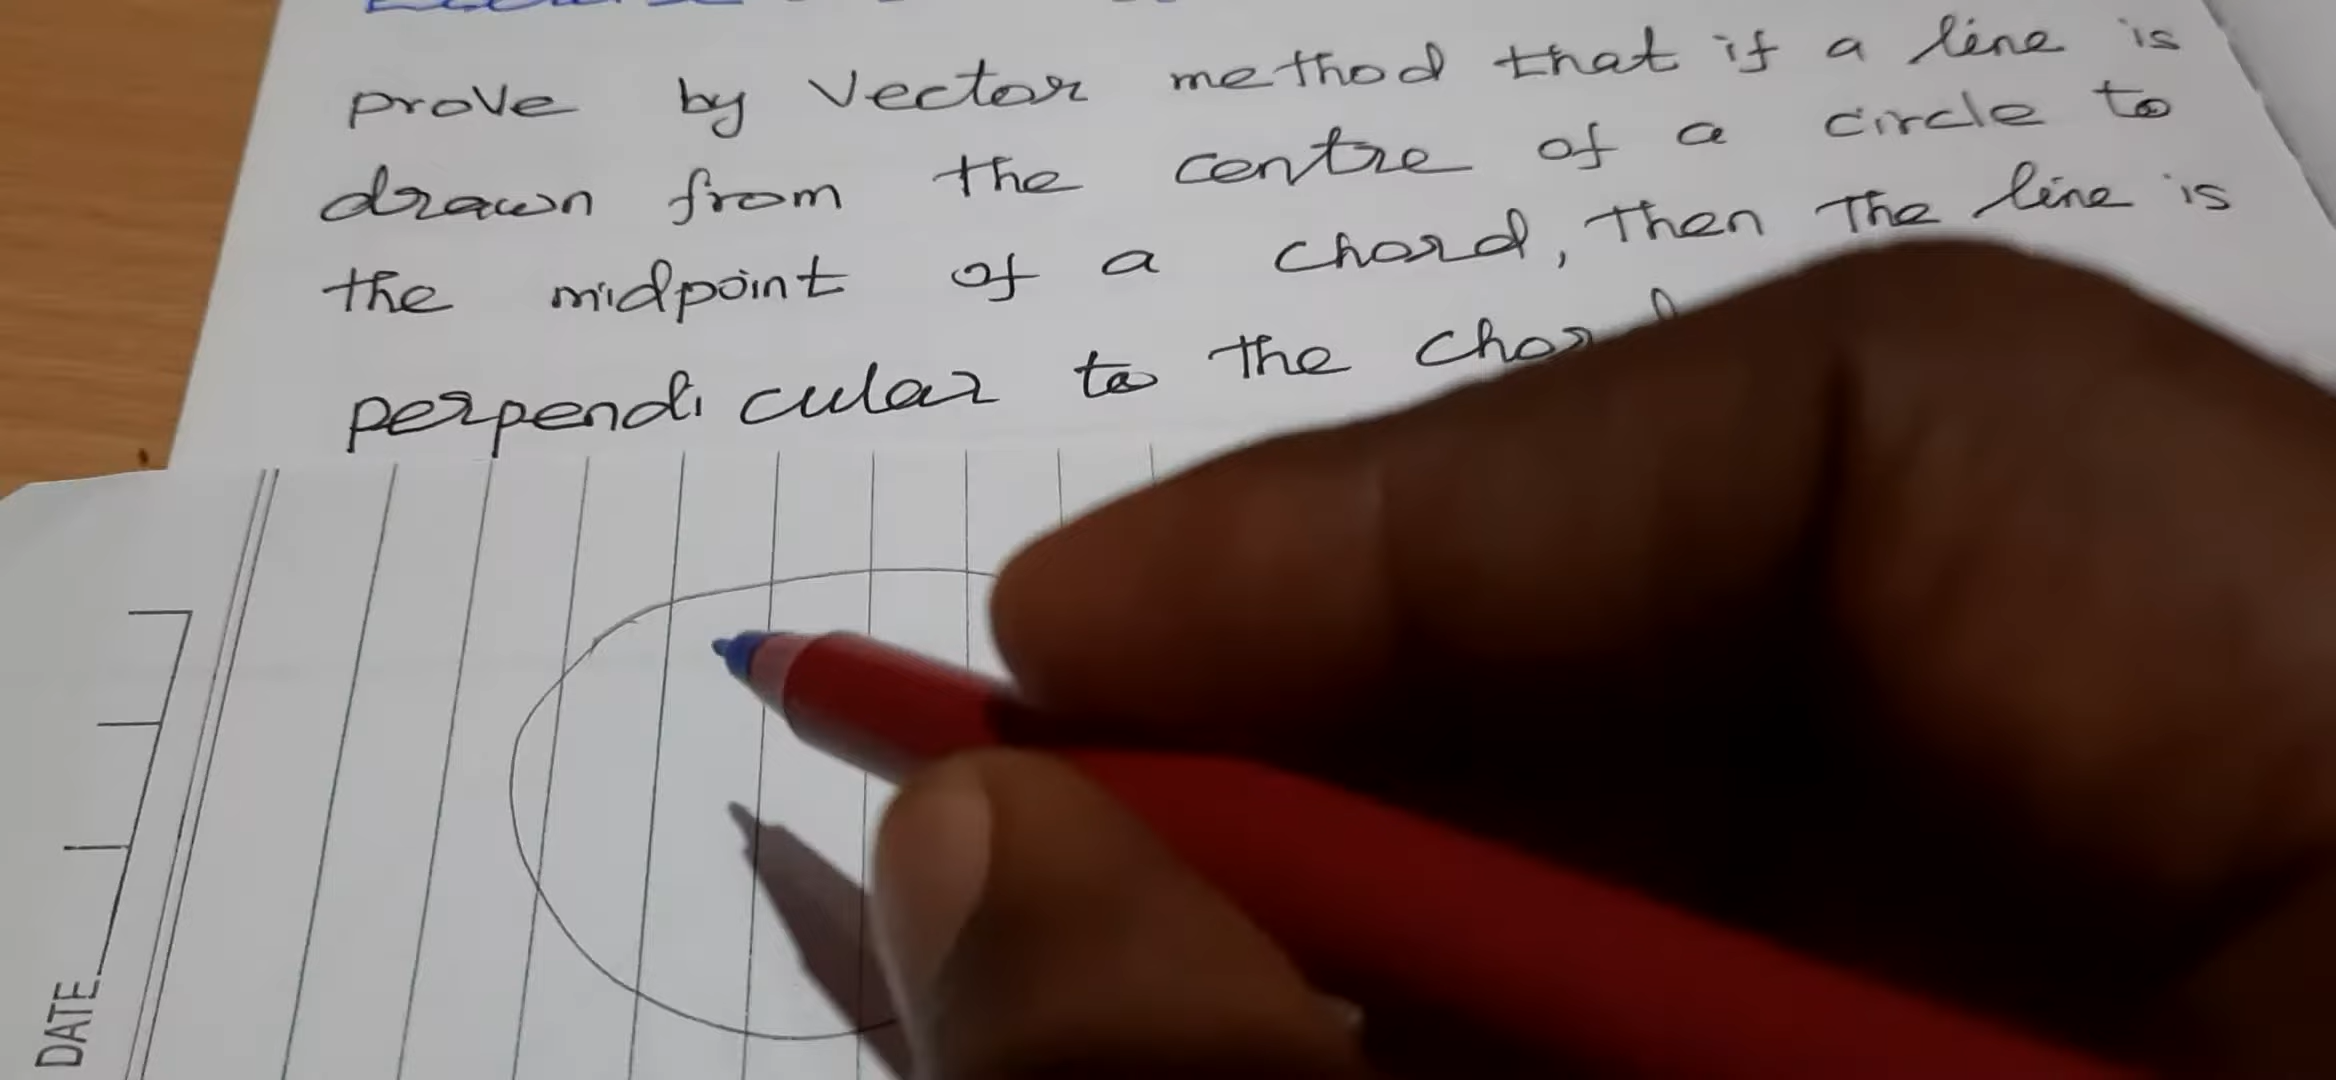 prove by Vector method that if a line is
drawn from the centre of a circle to
the midpoint of a chord, then the line is
perpendicular to the
DATE